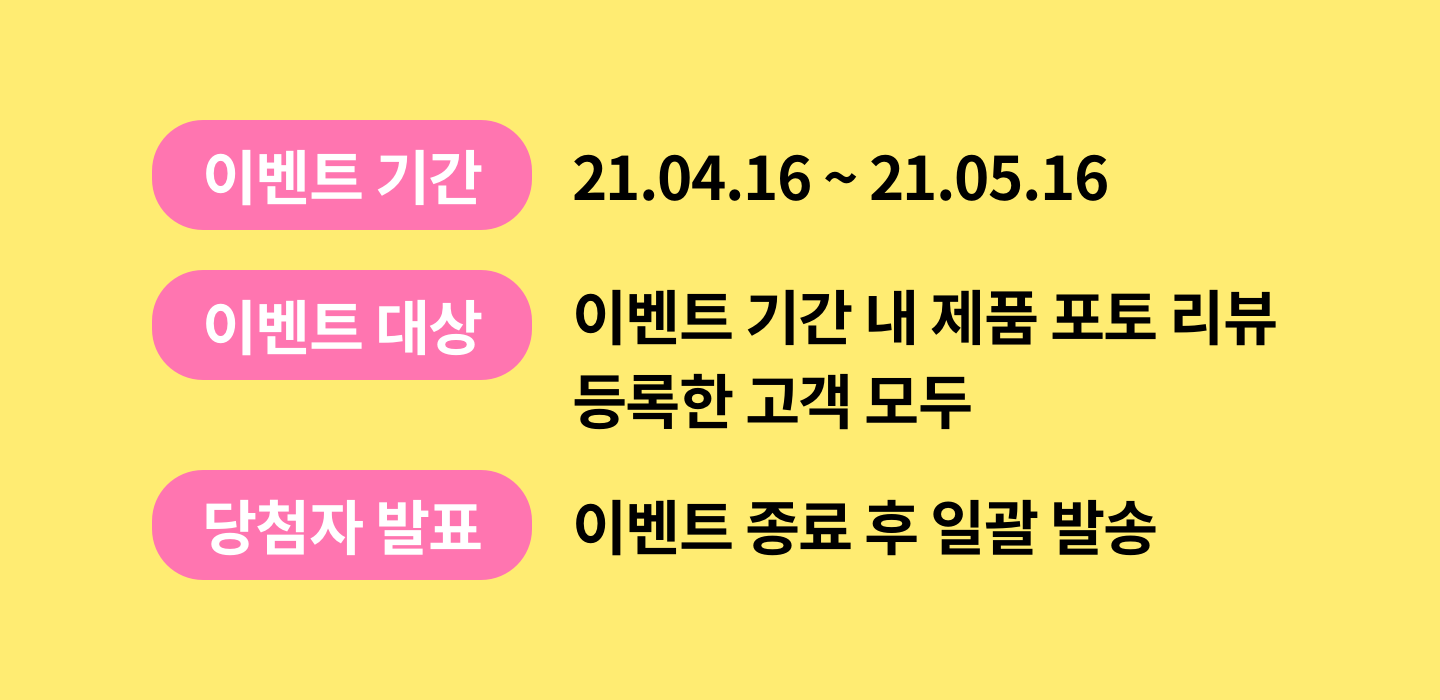 이벤트 기간 21.04.16 ~ 21.05.16
이벤트 대상 이벤트 기간 내 제품 포토 리뷰
등록한 고객 모두
당첨자 발표 이벤트 종료 후 일괄 발송